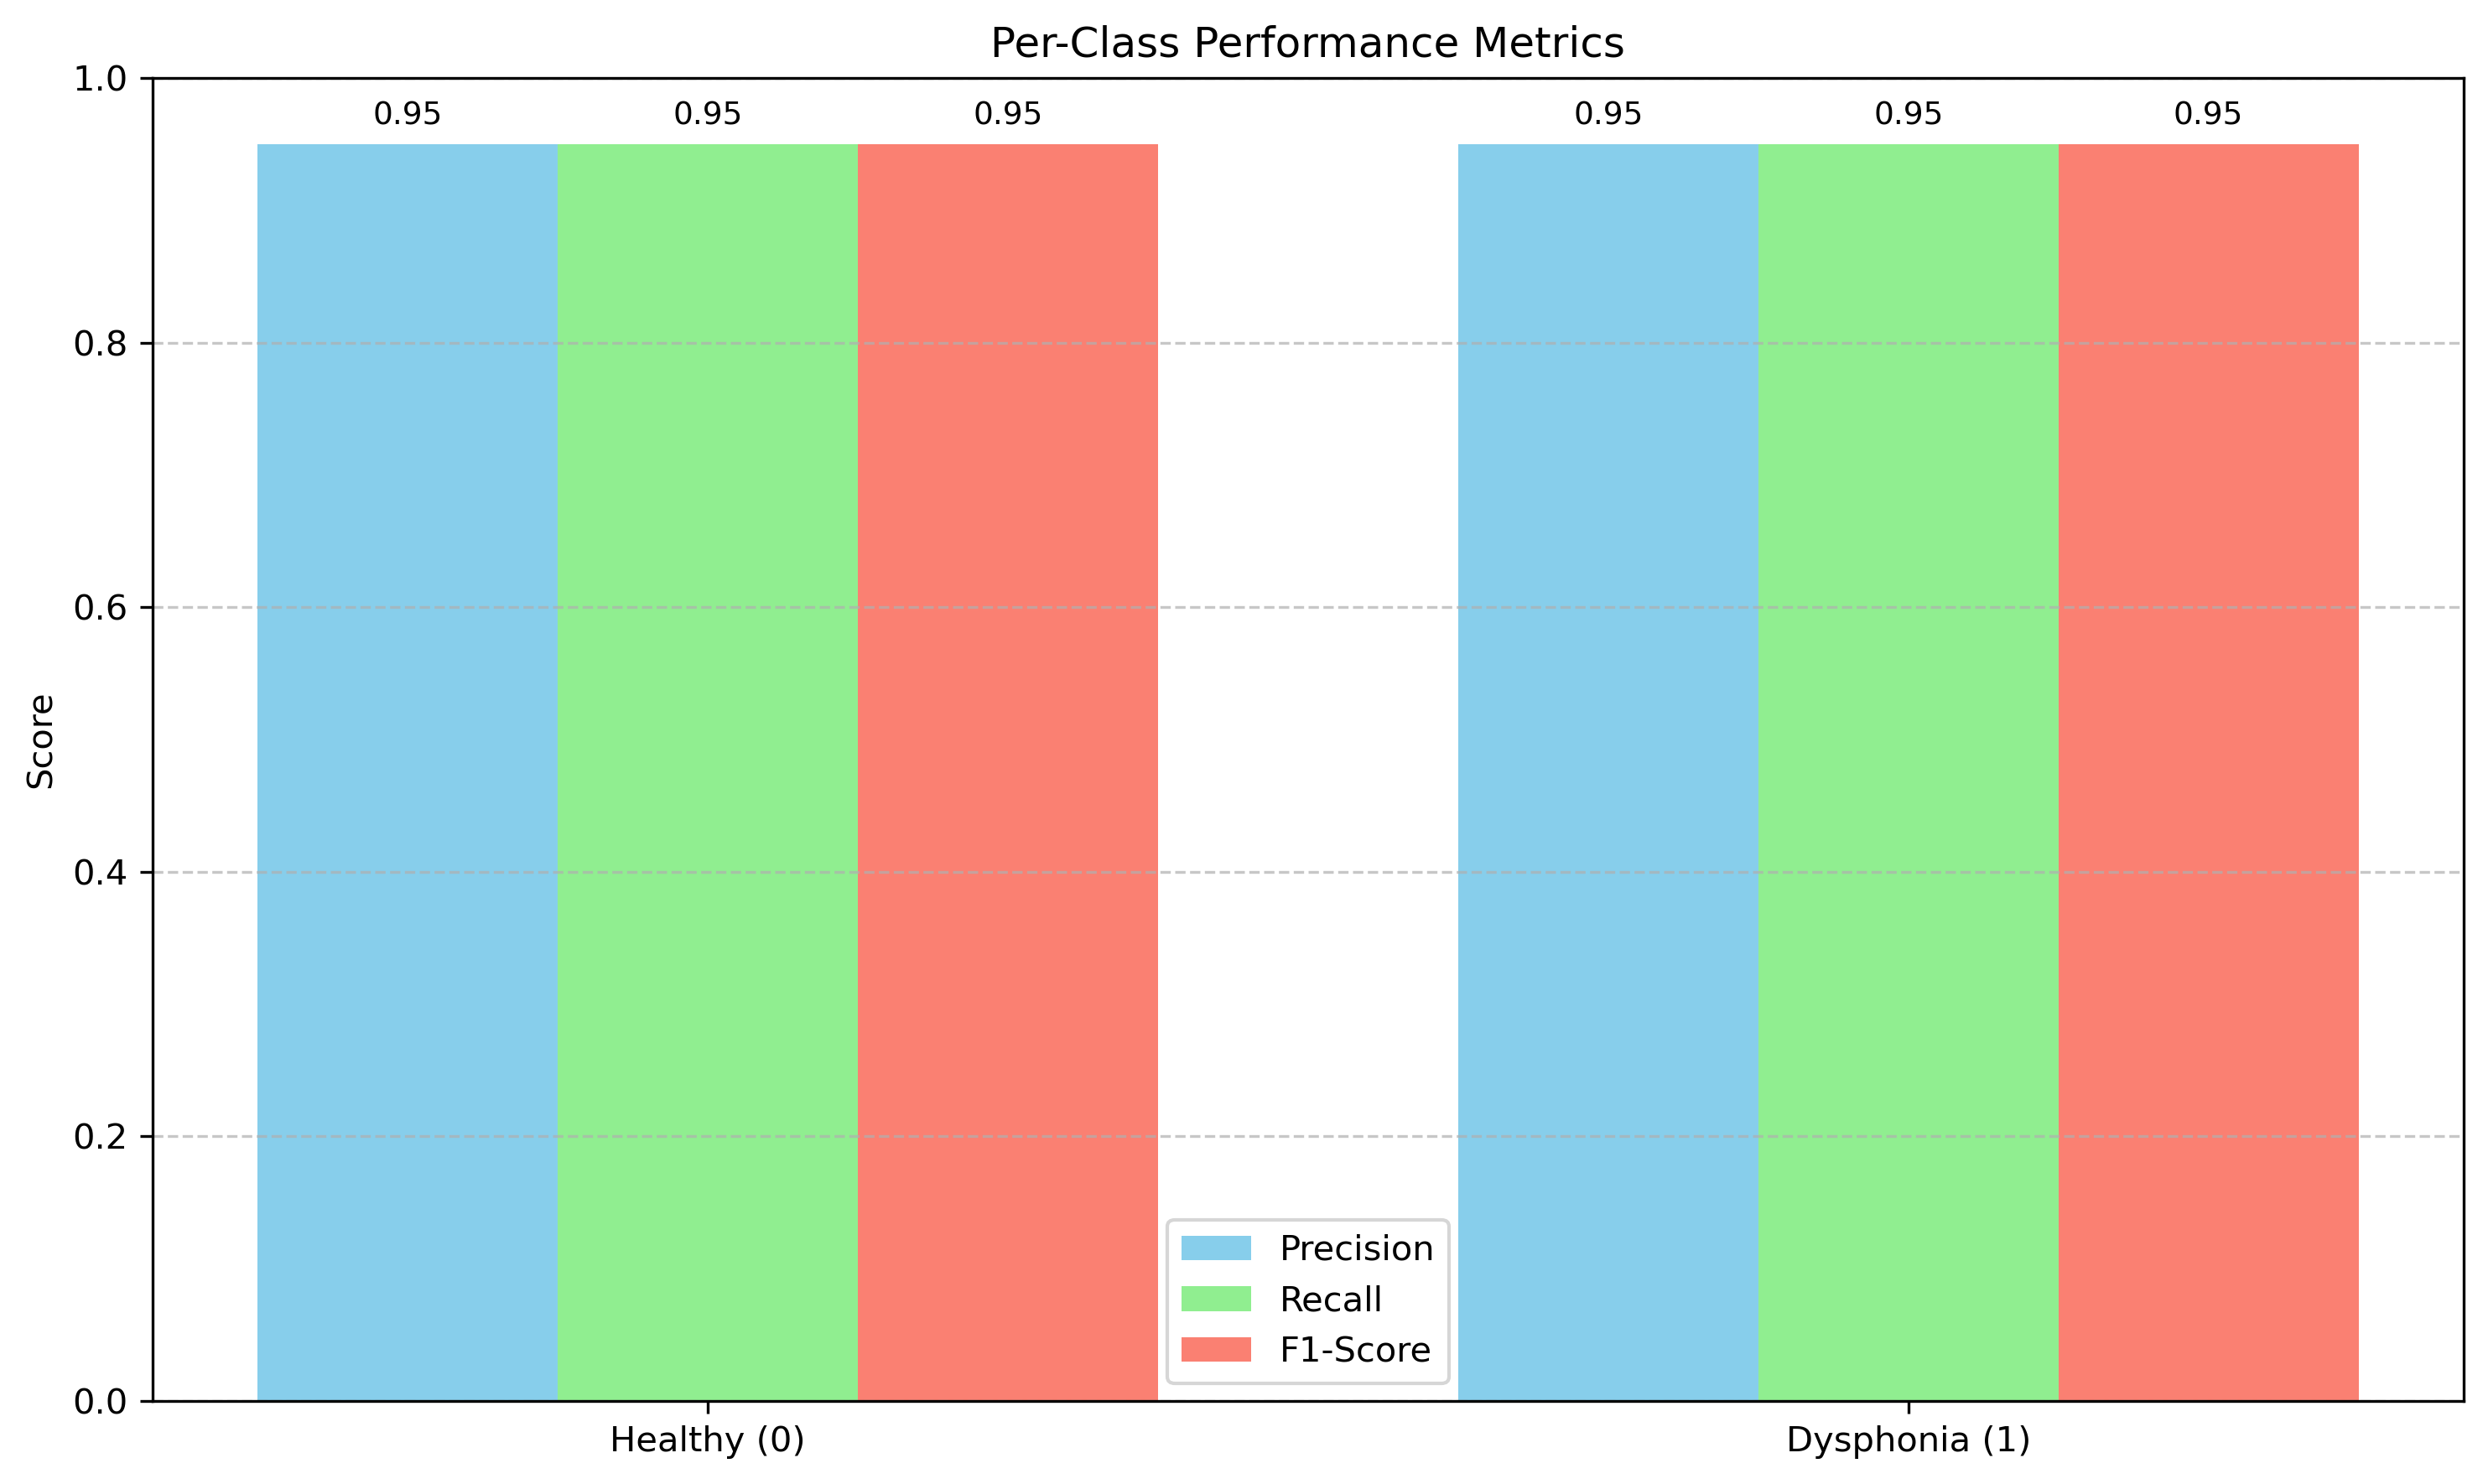 Per-Class Performance Metrics
1.0
0.95 0.95 0.95 0.95 0.95 0.95
0.8
0.6
Score
0.4
0.2
Precision
Recall
F1-Score
0.0
Healthy (0) Dysphonia (1)